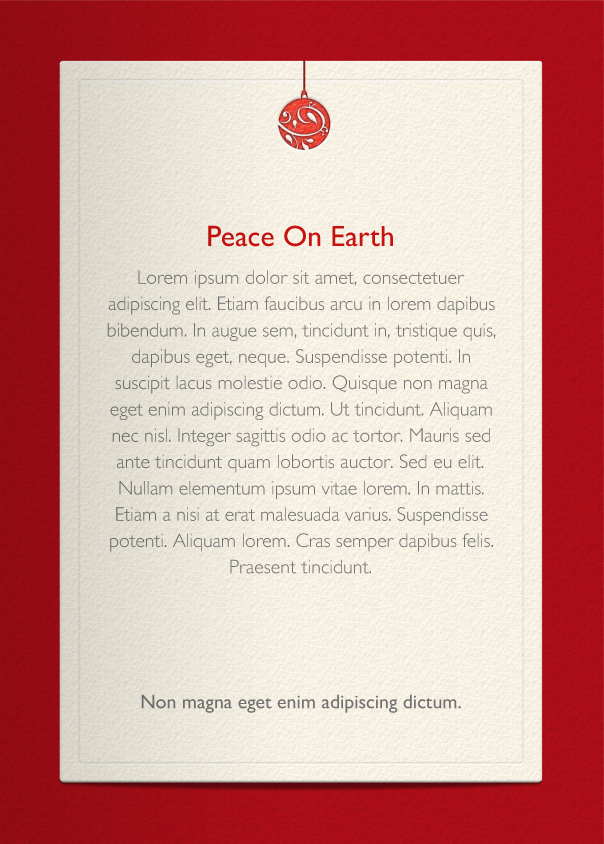 Peace On Earth
Lorem ipsum dolor sit amet, consectetuer
adipiscing elit. Etiam faucibus arcu in lorem dapibus
bibendum. In augue sem, tincidunt in, tristique quis,
dapibus eget, neque. Suspendisse potenti. In
suscipit lacus molestie odio. Quisque non magna
eget enim adipiscing dictum. Ut tincidunt. Aliquam
nec nisl. Integer sagittis odio ac tortor. Mauris sed
ante tincidunt quam lobortis auctor. Sed eu elit.
Nullam elementum ipsum vitae lorem. In mattis.
Etiam a nisi at erat malesuada varius. Suspendisse
potenti. Aliquam lorem. Cras semper dapibus felis.
Praesent tincidunt.
Non magna eget enim adipiscing dictum.